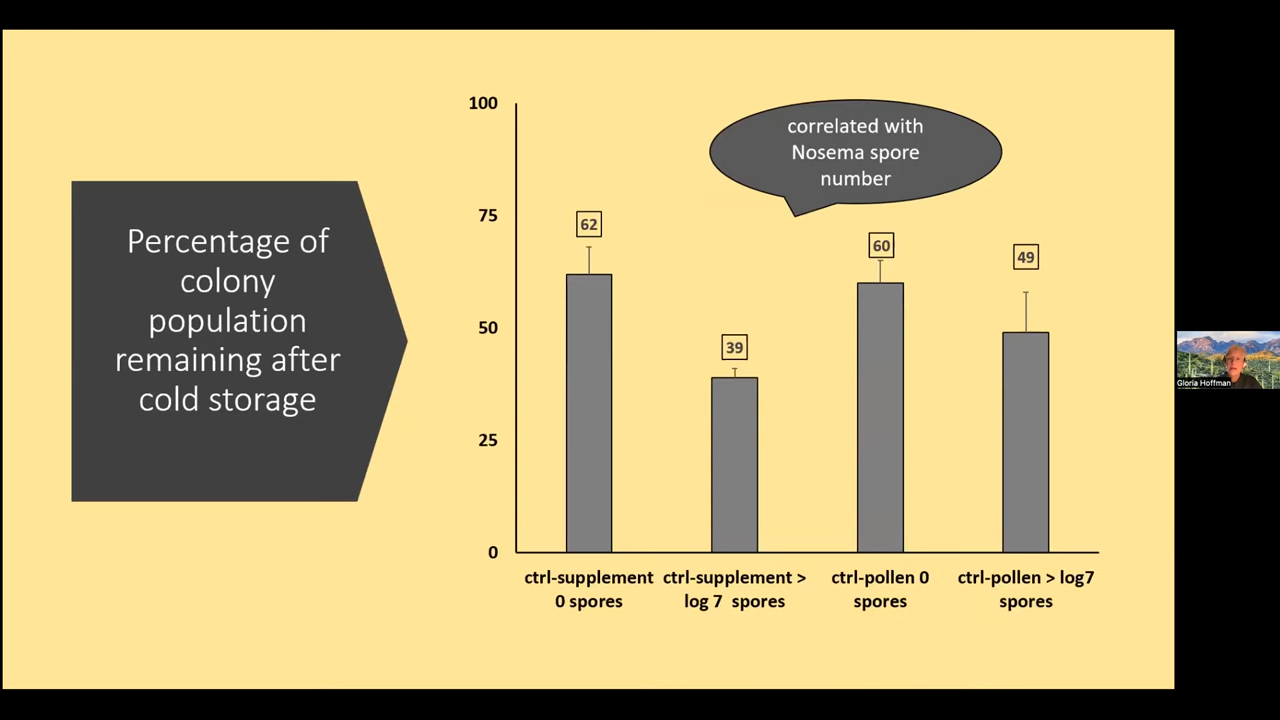 Percentage of
colony
population
remaining after
cold storage
correlated with
Nosema spore
number
100
75
50
25
0
62
39
60
49
ctrl-supplement
0 spores
ctrl-supplement >
log 7 spores
ctrl-pollen 0
spores
ctrl-pollen > log7
spores
Gloria Hoffman